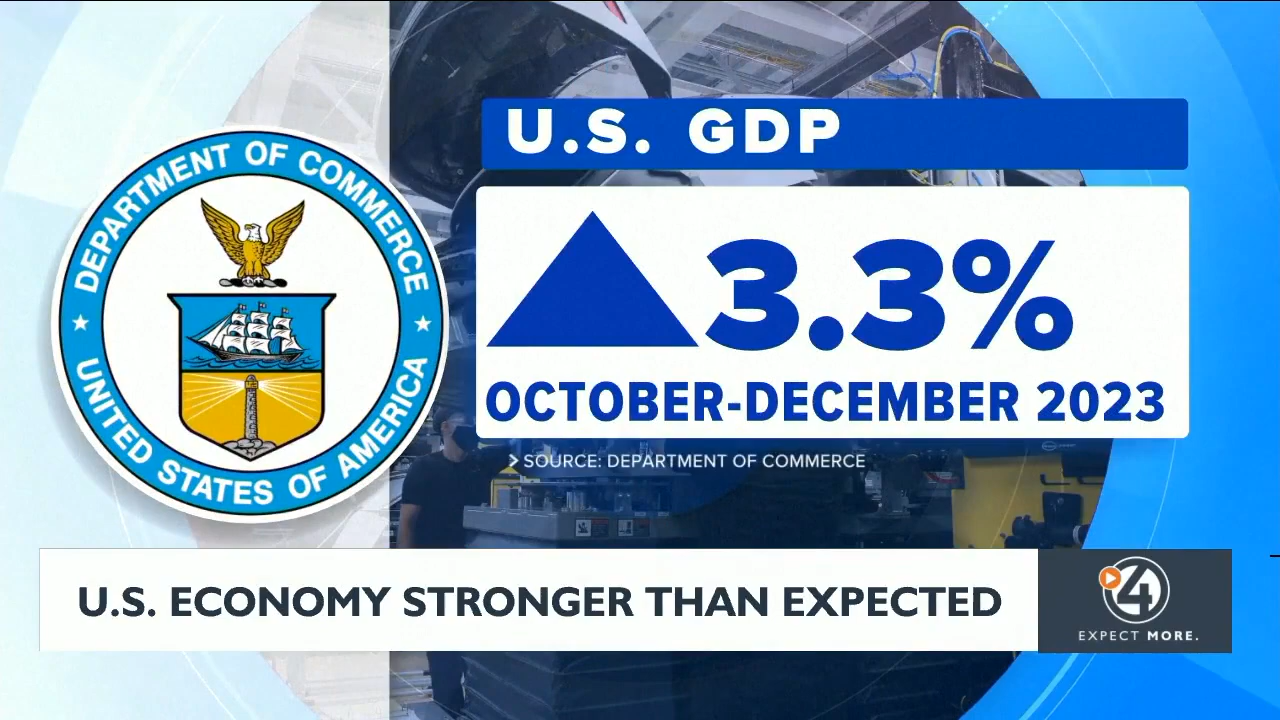 DEPARTMENT OF COMMERCE
UNITED STATES OF AMERICA
U.S. GDP
3.3%
OCTOBER-DECEMBER 2023
> SOURCE: DEPARTMENT OF COMMERCE
U.S. ECONOMY STRONGER THAN EXPECTED
4
EXPECT MORE.